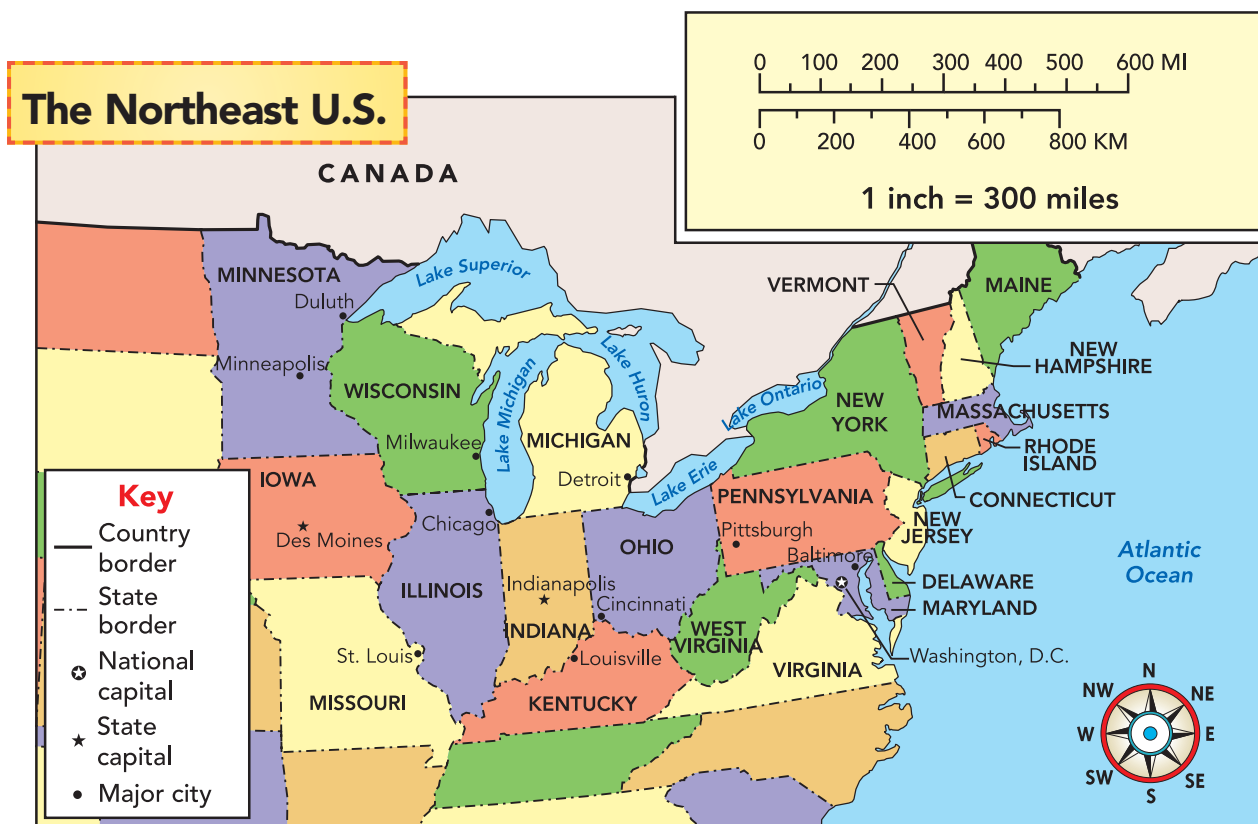 The Northeast U.S.
0 100 200 300 400 500 600 MI
0 200 400 600 800 KM
1 inch = 300 miles
CANADA
MINNESOTA
Duluth
Minneapolis
Lake Superior
WISCONSIN
Milwaukee
Lake Michigan
Lake Huron
MICHIGAN
Detroit
Lake Erie
Lake Ontario
VERMONT
MAINE
NEW
HAMPSHIRE
NEW
YORK
MASSACHUSETTS
RHODE
ISLAND
CONNECTICUT
IOWA
Des Moines
Chicago
ILLINOIS
Indianapolis
INDIANA
OHIO
Cincinnati
PENNSYLVANIA
Pittsburgh
NEW
JERSEY
Baltimore
DELAWARE
MARYLAND
Washington, D.C.
WEST
VIRGINIA
VIRGINIA
St. Louis
MISSOURI
Louisville
KENTUCKY
Atlantic
Ocean
Key
Country
border
State
border
National
capital
State
capital
Major city
N
NE
E
SE
S
SW
W
NW